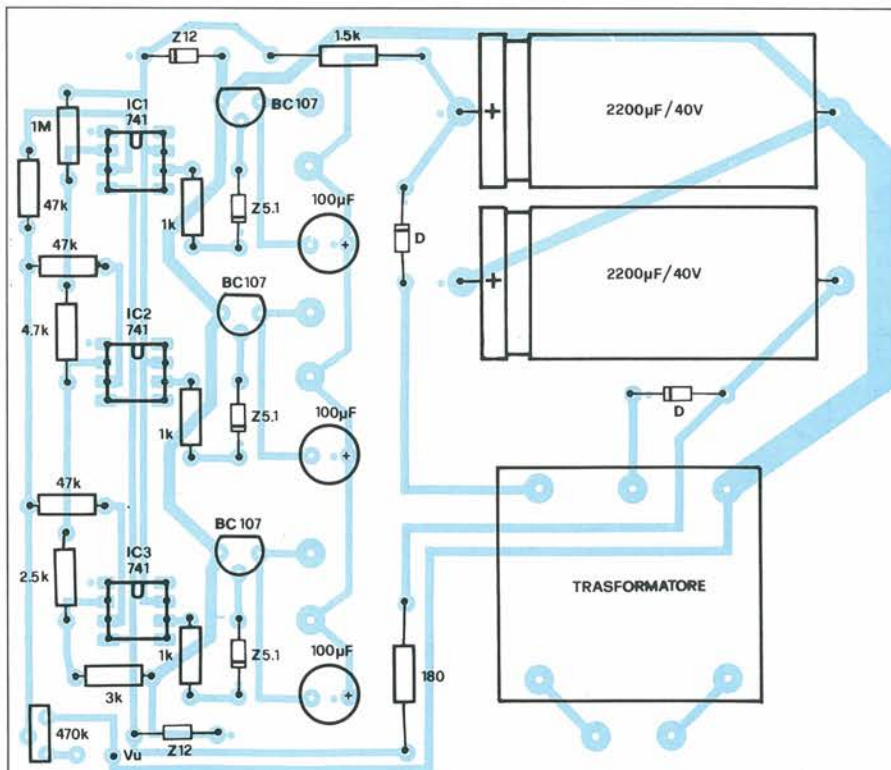 Z12
1.5k
BC107
IC1
741
1M
2200µF/40V
+
47k
1k
Z5.1
100µF
+
D
47k
BC107
2200µF/40V
+
IC2
741
4.7k
1k
Z5.1
100µF
+
D
47k
BC107
IC3
741
2.5k
TRASFORMATORE
1k
Z5.1
100µF
+
180
3k
470k
Vu
Z12